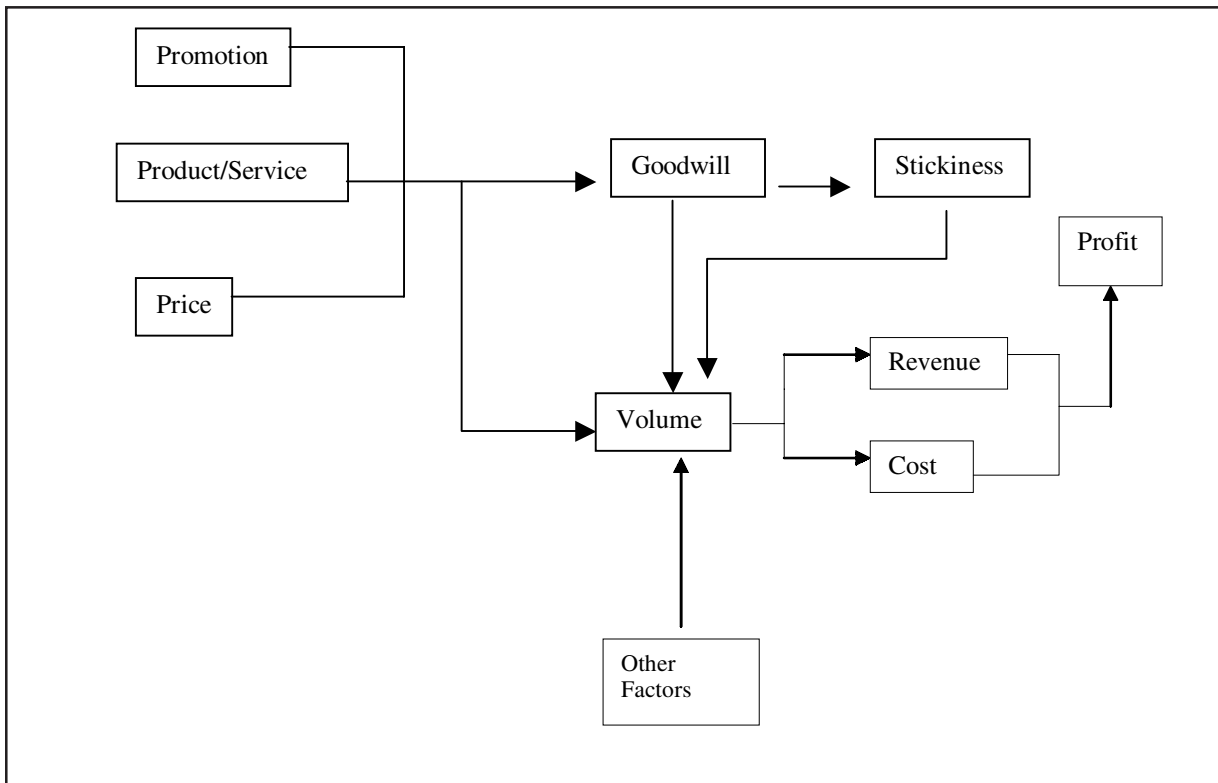 Promotion
Product/Service
Goodwill
Stickiness
Profit
Price
Revenue
Volume
Cost
Other
Factors